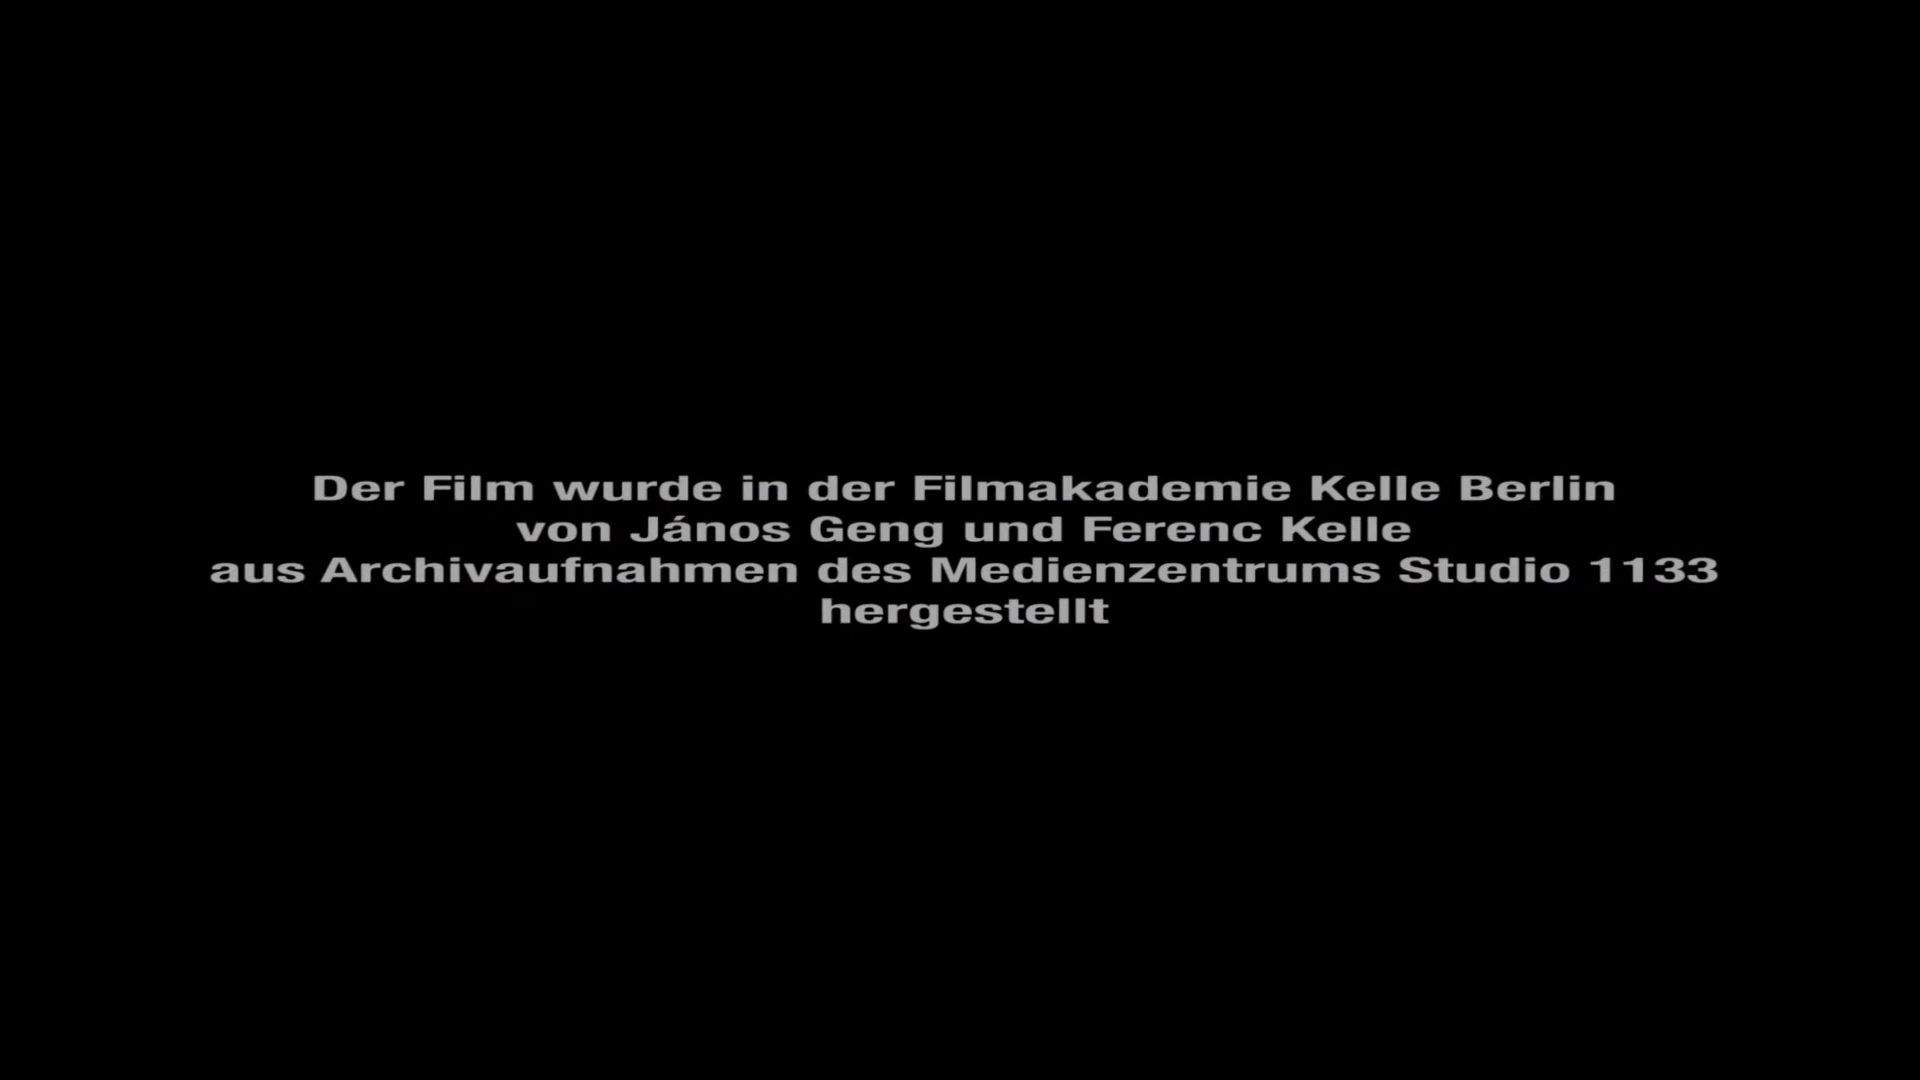 Der Film wurde in der Filmakademie Kelle Berlin
von János Geng und Ferenc Kelle
aus Archivaufnahmen des Medienzentrums Studio 1133
hergestellt